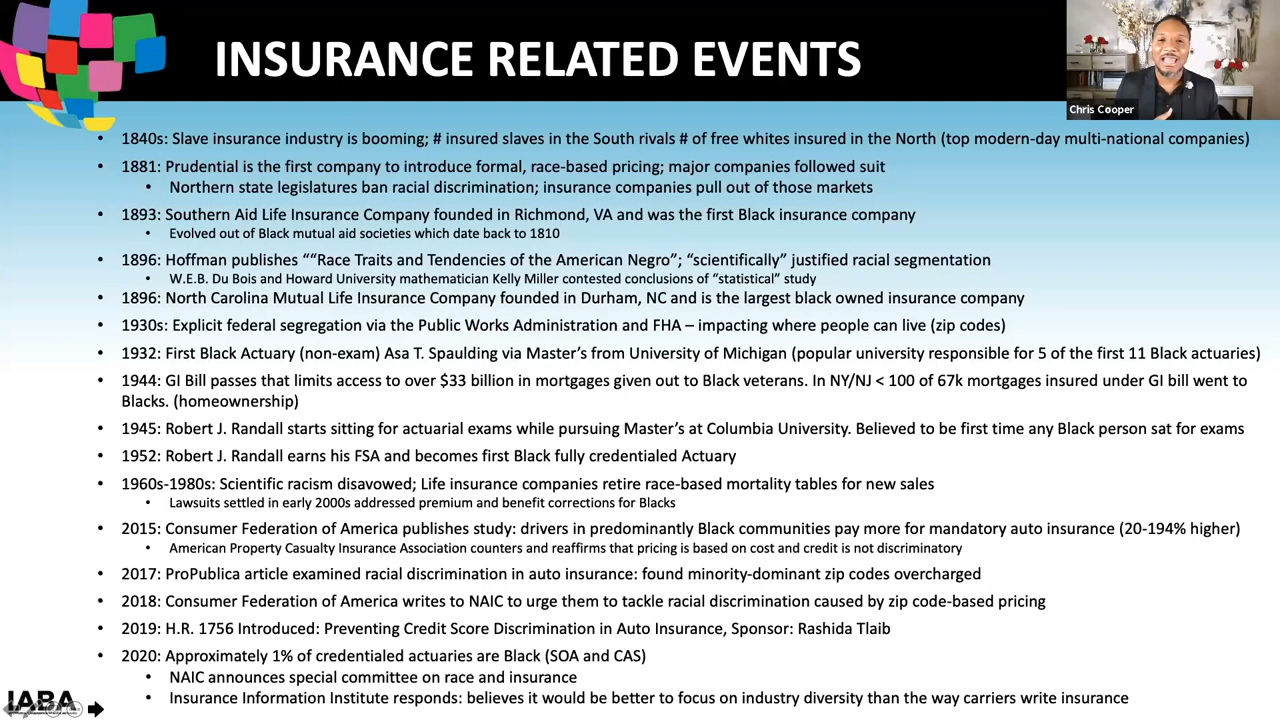 INSURANCE RELATED EVENTS
Chris Cooper
• 1840s: Slave insurance industry is booming; # insured slaves in the South rivals # of free whites insured in the North (top modern-day multi-national companies)
• 1881: Prudential is the first company to introduce formal, race-based pricing; major companies followed suit
• Northern state legislatures ban racial discrimination; insurance companies pull out of those markets
• 1893: Southern Aid Life Insurance Company founded in Richmond, VA and was the first Black insurance company
• Evolved out of Black mutual aid societies which date back to 1810
• 1896: Hoffman publishes ““Race Traits and Tendencies of the American Negro”; “scientifically” justified racial segmentation
• W.E.B. Du Bois and Howard University mathematician Kelly Miller contested conclusions of “statistical” study
• 1896: North Carolina Mutual Life Insurance Company founded in Durham, NC and is the largest black owned insurance company
• 1930s: Explicit federal segregation via the Public Works Administration and FHA – impacting where people can live (zip codes)
• 1932: First Black Actuary (non-exam) Asa T. Spaulding via Master’s from University of Michigan (popular university responsible for 5 of the first 11 Black actuaries)
• 1944: GI Bill passes that limits access to over $33 billion in mortgages given out to Black veterans. In NY/NJ < 100 of 67k mortgages insured under GI bill went to
Blacks. (homeownership)
• 1945: Robert J. Randall starts sitting for actuarial exams while pursuing Master’s at Columbia University. Believed to be first time any Black person sat for exams
• 1952: Robert J. Randall earns his FSA and becomes first Black fully credentialed Actuary
• 1960s-1980s: Scientific racism disavowed; Life insurance companies retire race-based mortality tables for new sales
• Lawsuits settled in early 2000s addressed premium and benefit corrections for Blacks
• 2015: Consumer Federation of America publishes study: drivers in predominantly Black communities pay more for mandatory auto insurance (20-194% higher)
• American Property Casualty Insurance Association counters and reaffirms that pricing is based on cost and credit is not discriminatory
• 2017: ProPublica article examined racial discrimination in auto insurance: found minority-dominant zip codes overcharged
• 2018: Consumer Federation of America writes to NAIC to urge them to tackle racial discrimination caused by zip code-based pricing
• 2019: H.R. 1756 Introduced: Preventing Credit Score Discrimination in Auto Insurance, Sponsor: Rashida Tlaib
• 2020: Approximately 1% of credentialed actuaries are Black (SOA and CAS)
• NAIC announces special committee on race and insurance
• Insurance Information Institute responds: believes it would be better to focus on industry diversity than the way carriers write insurance
IABA